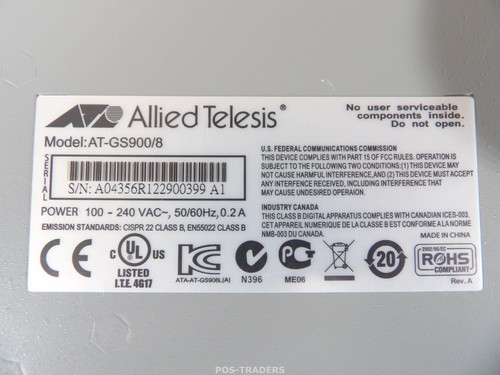 Allied Telesis®
No user serviceable
components inside.
Do not open.
Model: AT-GS900/8
SERIAL
S/N: A04356R122900399 A1
POWER 100 - 240 VAC~, 50/60Hz, 0.2 A
EMISSION STANDARDS: CISPR 22 CLASS B, EN55022 CLASS B
U.S. FEDERAL COMMUNICATIONS COMMISSION
THIS DEVICE COMPLIES WITH PART 15 OF FCC RULES. OPERATION IS
SUBJECT TO THE FOLLOWING TWO CONDITIONS: (1) THIS DEVICE MAY
NOT CAUSE HARMFUL INTERFERENCE, AND (2) THIS DEVICE MUST ACCEPT
ANY INTERFERENCE RECEIVED, INCLUDING INTERFERENCE THAT
MAY CAUSE UNDESIRED OPERATION.
INDUSTRY CANADA
THIS CLASS B DIGITAL APPARATUS COMPLIES WITH CANADIAN ICES-003.
CET APPAREIL NUMERIQUE DE LA CLASSE B EST CONFORME A LA NORME
NMB-003 DU CANADA
MADE IN CHINA
CE
c UL US
LISTED
I.T.E. 4G17
ATA-AT-GS908L(A)
N
N396
ME06
20
2002/95/EC
ROHS
COMPLIANT
Rev. A
POS-TRADERS